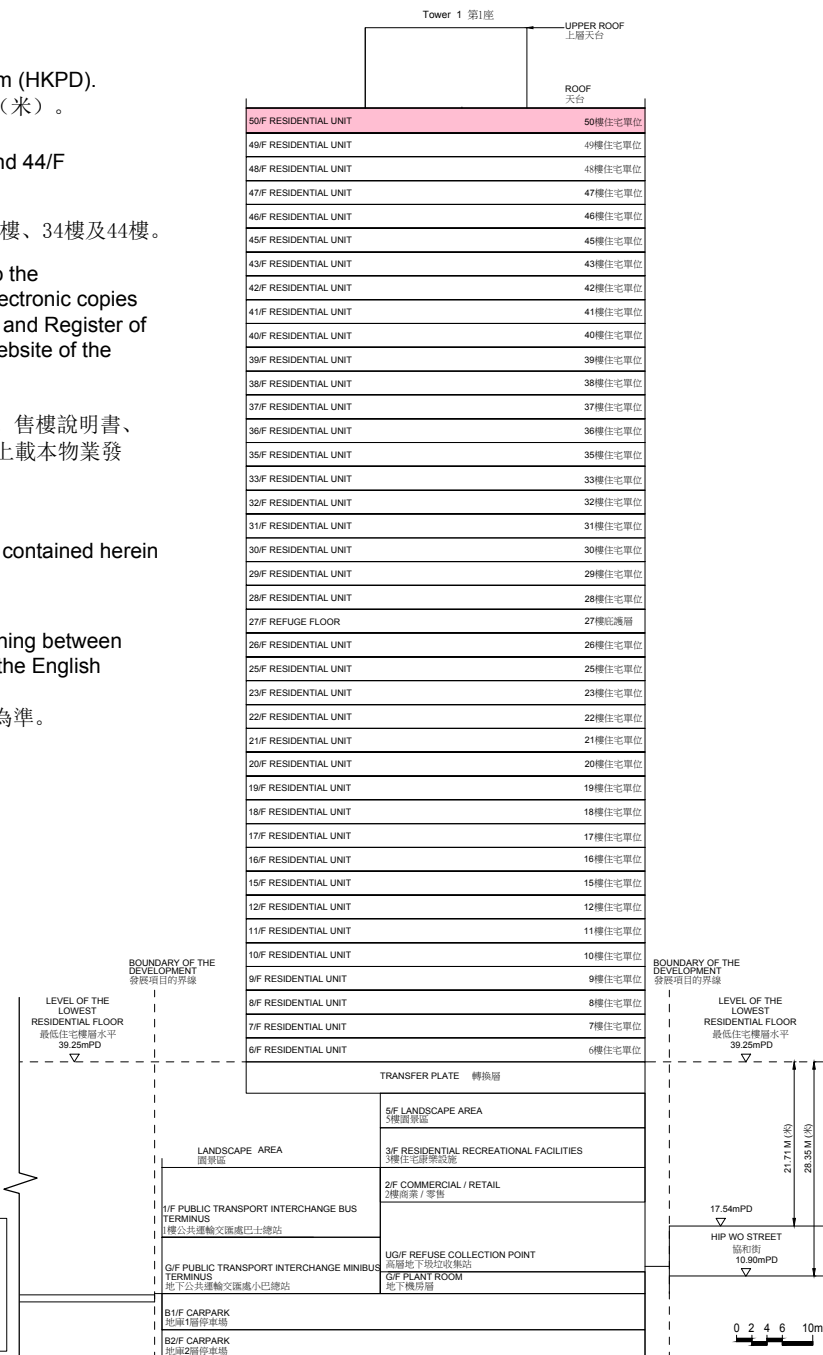 Tower 1 第1座
UPPER ROOF
上層天台
m (HKPD).
（米）。
ROOF
天台
50/F RESIDENTIAL UNIT 50樓住宅單位
49/F RESIDENTIAL UNIT 49樓住宅單位
nd 44/F
48/F RESIDENTIAL UNIT 48樓住宅單位
47/F RESIDENTIAL UNIT 47樓住宅單位
46/F RESIDENTIAL UNIT 46樓住宅單位
樓、34樓及44樓。
45/F RESIDENTIAL UNIT 45樓住宅單位
43/F RESIDENTIAL UNIT 43樓住宅單位
o the
42/F RESIDENTIAL UNIT 42樓住宅單位
ectronic copies
41/F RESIDENTIAL UNIT 41樓住宅單位
and Register of
40/F RESIDENTIAL UNIT 40樓住宅單位
ebsite of the
39/F RESIDENTIAL UNIT 39樓住宅單位
38/F RESIDENTIAL UNIT 38樓住宅單位
37/F RESIDENTIAL UNIT 37樓住宅單位
售樓說明書、
36/F RESIDENTIAL UNIT 36樓住宅單位
上載本物業發
35/F RESIDENTIAL UNIT 35樓住宅單位
33/F RESIDENTIAL UNIT 33樓住宅單位
32/F RESIDENTIAL UNIT 32樓住宅單位
31/F RESIDENTIAL UNIT 31樓住宅單位
contained herein
30/F RESIDENTIAL UNIT 30樓住宅單位
29/F RESIDENTIAL UNIT 29樓住宅單位
28/F RESIDENTIAL UNIT 28樓住宅單位
27/F REFUGE FLOOR 27樓庇護層
ning between
26/F RESIDENTIAL UNIT 26樓住宅單位
the English
25/F RESIDENTIAL UNIT 25樓住宅單位
23/F RESIDENTIAL UNIT 23樓住宅單位
為準。
22/F RESIDENTIAL UNIT 22樓住宅單位
21/F RESIDENTIAL UNIT 21樓住宅單位
20/F RESIDENTIAL UNIT 20樓住宅單位
19/F RESIDENTIAL UNIT 19樓住宅單位
18/F RESIDENTIAL UNIT 18樓住宅單位
17/F RESIDENTIAL UNIT 17樓住宅單位
16/F RESIDENTIAL UNIT 16樓住宅單位
15/F RESIDENTIAL UNIT 15樓住宅單位
12/F RESIDENTIAL UNIT 12樓住宅單位
11/F RESIDENTIAL UNIT 11樓住宅單位
10/F RESIDENTIAL UNIT 10樓住宅單位
BOUNDARY OF THE
DEVELOPMENT
發展項目的界線
BOUNDARY OF THE
DEVELOPMENT
發展項目的界線
9/F RESIDENTIAL UNIT 9樓住宅單位
8/F RESIDENTIAL UNIT 8樓住宅單位
7/F RESIDENTIAL UNIT 7樓住宅單位
6/F RESIDENTIAL UNIT 6樓住宅單位
LEVEL OF THE
LOWEST
RESIDENTIAL FLOOR
最低住宅樓層水平
39.25mPD
LEVEL OF THE
LOWEST
RESIDENTIAL FLOOR
最低住宅樓層水平
39.25mPD
TRANSFER PLATE 轉換層
5/F LANDSCAPE AREA
5樓園景區
LANDSCAPE AREA
園景區
3/F RESIDENTIAL RECREATIONAL FACILITIES
3樓住宅康樂設施
21.71 M (米)
28.35 M (米)
2/F COMMERCIAL / RETAIL
2樓商業 / 零售
1/F PUBLIC TRANSPORT INTERCHANGE BUS
TERMINUS
1樓公共運輸交匯處巴士總站
17.54mPD
HIP WO STREET
協和街
10.90mPD
UG/F REFUSE COLLECTION POINT
高層地下垃圾收集站
G/F PUBLIC TRANSPORT INTERCHANGE MINIBUS
TERMINUS
地下公共運輸交匯處小巴總站
G/F PLANT ROOM
地下機房層
B1/F CARPARK
地庫1層停車場
B2/F CARPARK
地庫2層停車場
0 2 4 6 10m